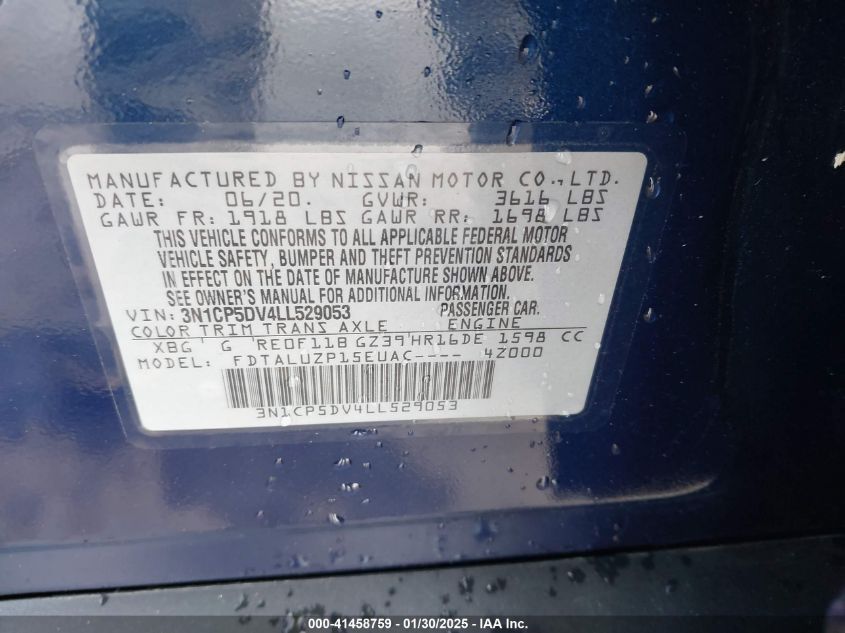 MANUFACTURED BY NISSAN MOTOR CO., LTD.
DATE: 06/20. GVWR: 3616 LBS
GAWR FR: 1918 LBS GAWR RR: 1698 LBS
THIS VEHICLE CONFORMS TO ALL APPLICABLE FEDERAL MOTOR
VEHICLE SAFETY, BUMPER AND THEFT PREVENTION STANDARDS
IN EFFECT ON THE DATE OF MANUFACTURE SHOWN ABOVE.
SEE OWNER'S MANUAL FOR ADDITIONAL INFORMATION.
VIN: 3N1CP5DV4LL529053 PASSENGER CAR.
COLOR TRIM TRANS AXLE ENGINE
XBG G RE0F11B GZ39 HR16DE 1598 CC
MODEL: FDTALUZP15EUAC---- 4Z000
3N1CP5DV4LL529053
000-41458759 | 01/30/2025 | IAA, Inc.